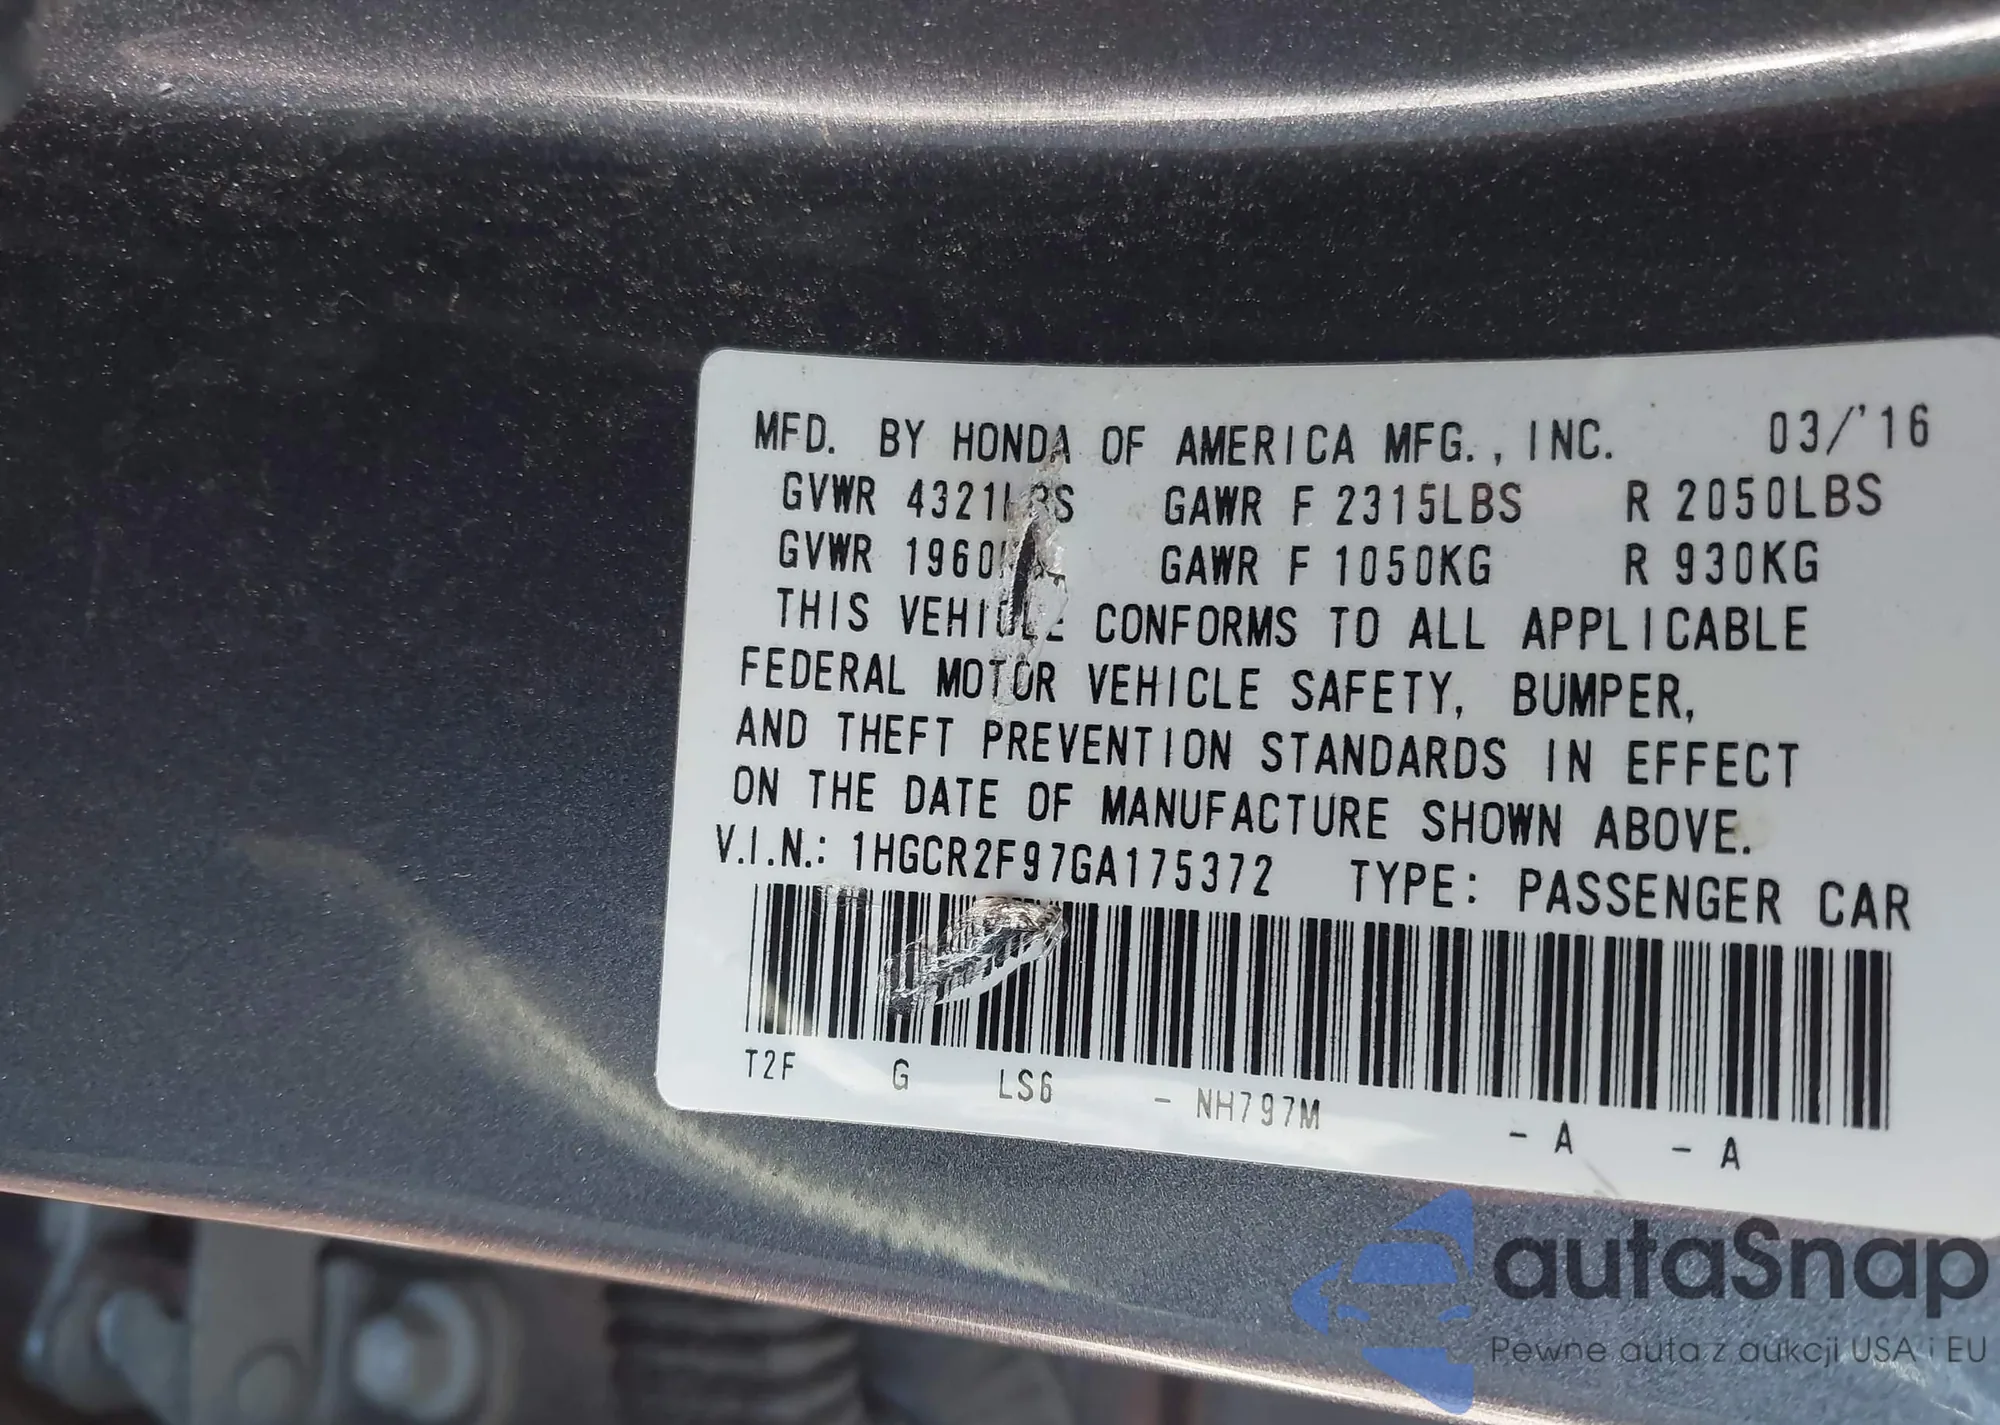 MFD. BY HONDA OF AMERICA MFG., INC. 03/'16
GVWR 4321LBS GAWR F 2315LBS R 2050LBS
GVWR 1960 GAWR F 1050KG R 930KG
THIS VEHICLE CONFORMS TO ALL APPLICABLE
FEDERAL MOTOR VEHICLE SAFETY, BUMPER,
AND THEFT PREVENTION STANDARDS IN EFFECT
ON THE DATE OF MANUFACTURE SHOWN ABOVE.
V.I.N.: 1HGCR2F97GA175372 TYPE: PASSENGER CAR
T2F G LS6 - NH797M - A - A
autaSnap
Pewne auta z aukcji USA i EU